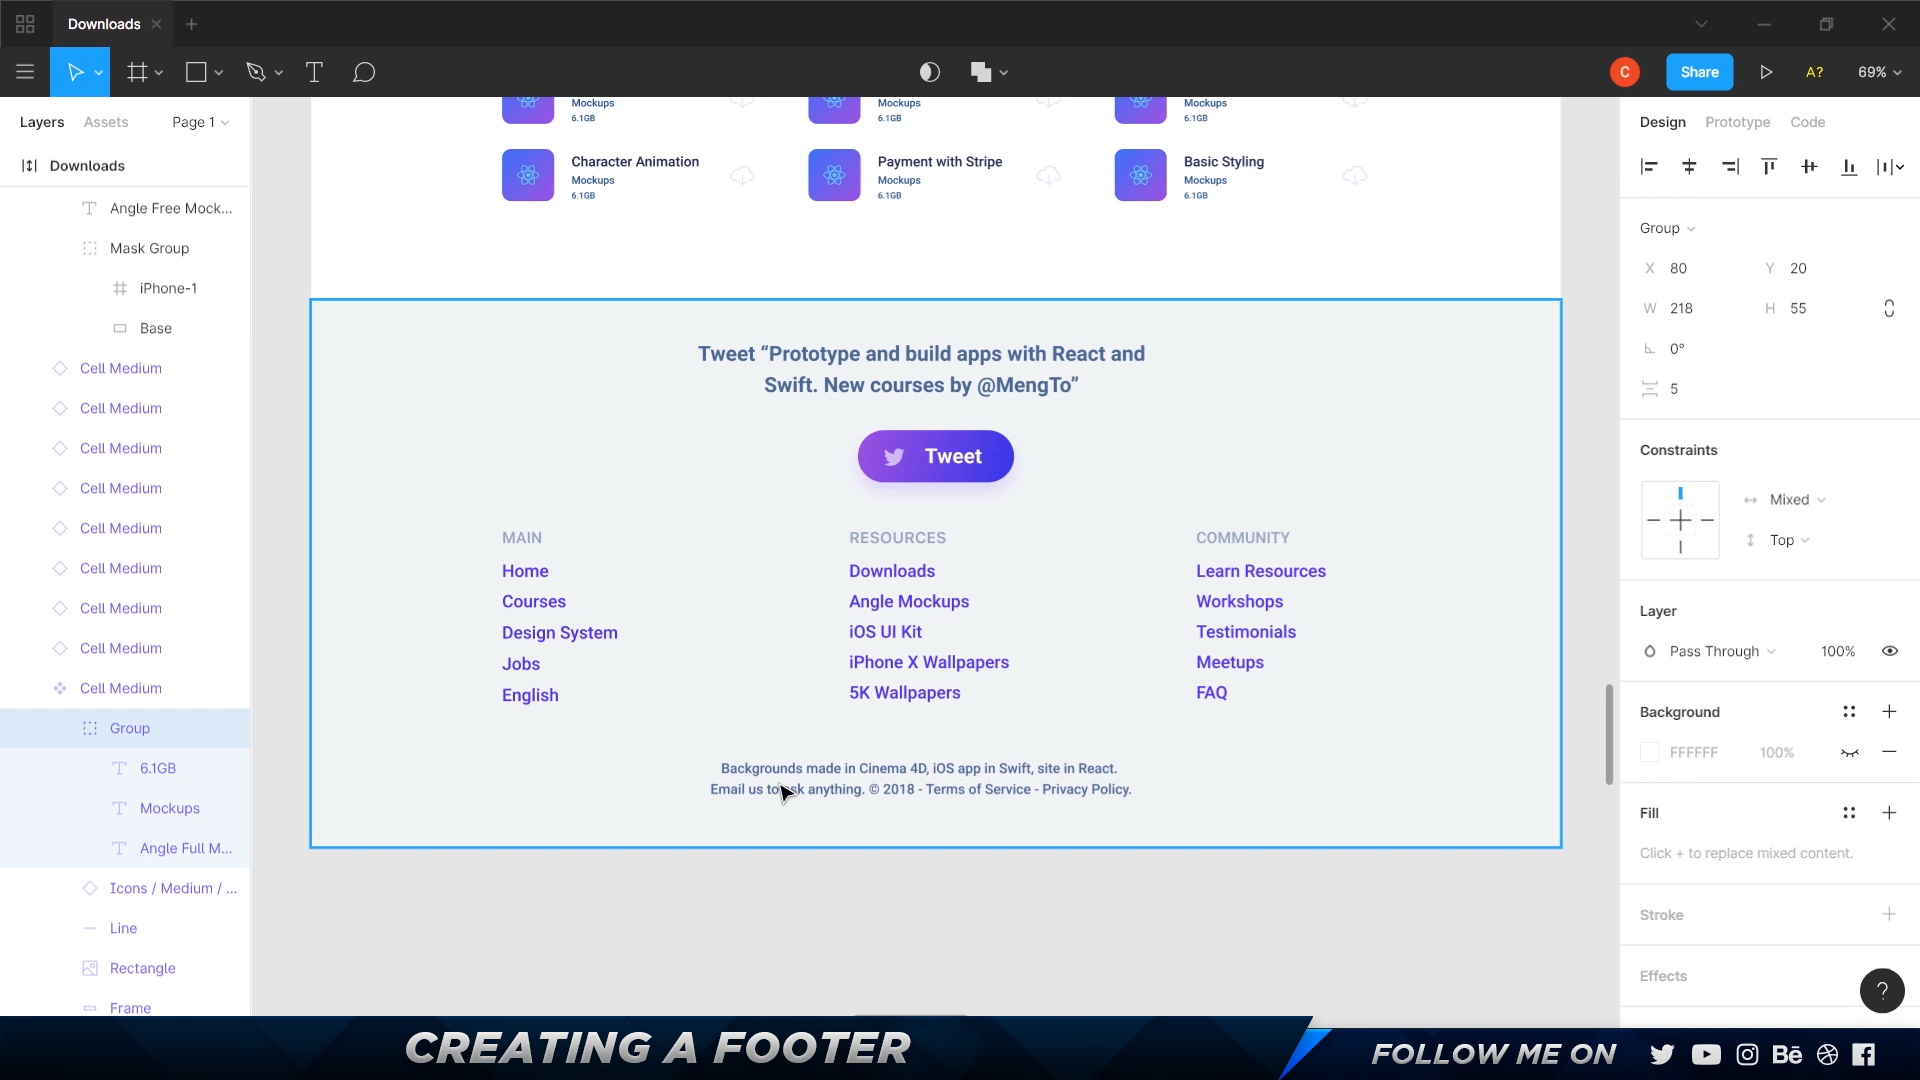 Downloads
C
Share
A?
69%
Layers
Assets
Page 1
Downloads
Angle Free Mock...
Mask Group
iPhone-1
Base
Cell Medium
Cell Medium
Cell Medium
Cell Medium
Cell Medium
Cell Medium
Cell Medium
Cell Medium
Cell Medium
Group
6.1GB
Mockups
Angle Full M...
Icons / Medium / ...
Line
Rectangle
Frame
Mockups
6.1GB
Mockups
6.1GB
Mockups
6.1GB
Character Animation
Mockups
6.1GB
Payment with Stripe
Mockups
6.1GB
Basic Styling
Mockups
6.1GB
Tweet “Prototype and build apps with React and
Swift. New courses by @MengTo”
Tweet
MAIN
Home
Courses
Design System
Jobs
English
RESOURCES
Downloads
Angle Mockups
iOS UI Kit
iPhone X Wallpapers
5K Wallpapers
COMMUNITY
Learn Resources
Workshops
Testimonials
Meetups
FAQ
Backgrounds made in Cinema 4D, iOS app in Swift, site in React.
Email us to ask anything. © 2018 - Terms of Service - Privacy Policy.
Design
Prototype
Code
Group
X 80
Y 20
W 218
H 55
0°
5
Constraints
Mixed
Top
Layer
Pass Through
100%
Background
FFFFFF
100%
Fill
Click + to replace mixed content.
Stroke
Effects
?
CREATING A FOOTER
FOLLOW ME ON
Bē